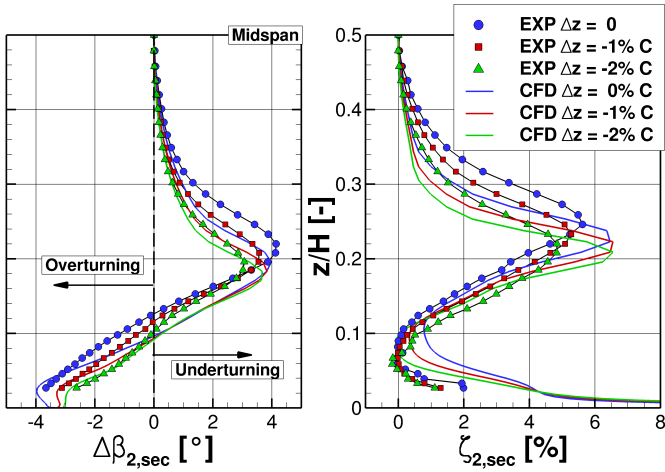 Midspan
Overturning
Underturning
-4
-2
0
2
4
Δβ2,sec [°]
EXP Δz = 0
EXP Δz = -1% C
EXP Δz = -2% C
CFD Δz = 0% C
CFD Δz = -1% C
CFD Δz = -2% C
0.5
0.4
0.3
0.2
0.1
0
z/H [-]
0
2
4
6
8
ζ2,sec [%]